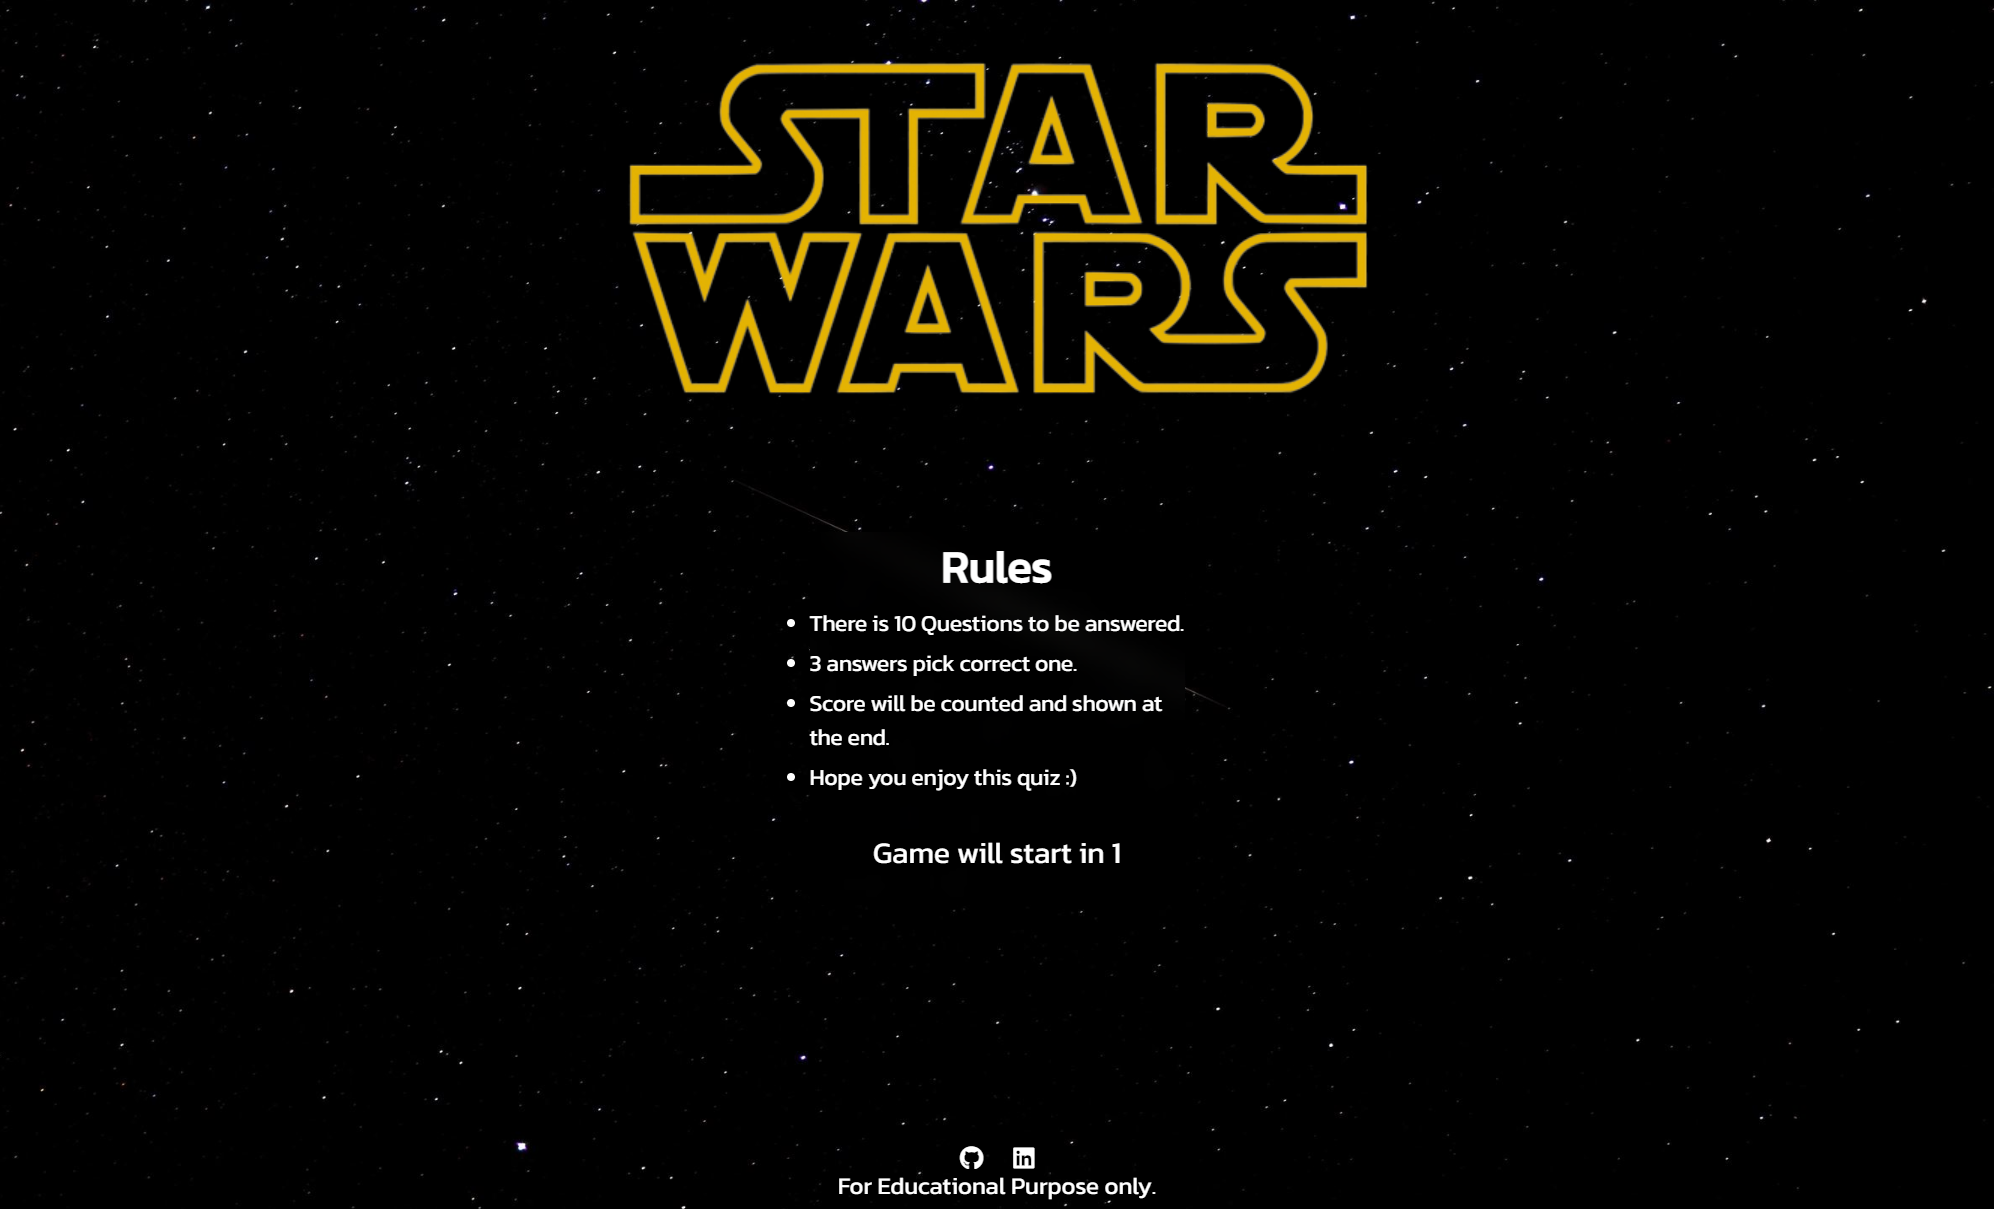 STAR
WARS
Rules
There is 10 Questions to be answered.
3 answers pick correct one.
Score will be counted and shown at
the end.
Hope you enjoy this quiz :)
Game will start in 1
in
For Educational Purpose only.